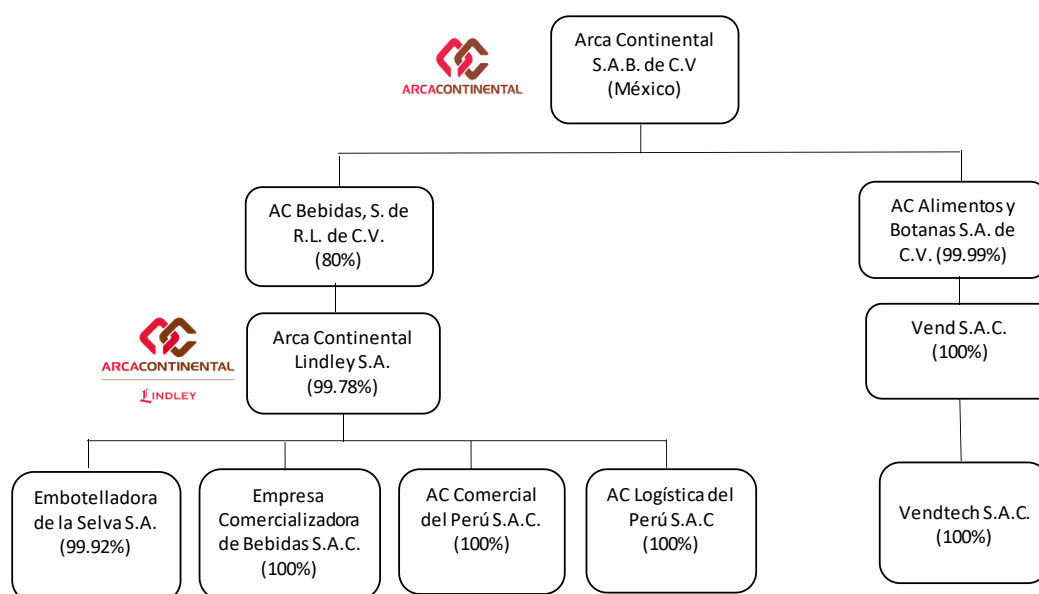 Arca Continental
S.A.B. de C.V
(México)
ARCACONTINENTAL
AC Bebidas, S. de
R.L. de C.V.
(80%)
AC Alimentos y
Botanas S.A. de
C.V. (99.99%)
Arca Continental
Lindley S.A.
(99.78%)
ARCACONTINENTAL
LINDLEY
Vend S.A.C.
(100%)
Embotelladora
de la Selva S.A.
(99.92%)
Empresa
Comercializadora
de Bebidas S.A.C.
(100%)
AC Comercial
del Perú S.A.C.
(100%)
AC Logística del
Perú S.A.C
(100%)
Vendtech S.A.C.
(100%)